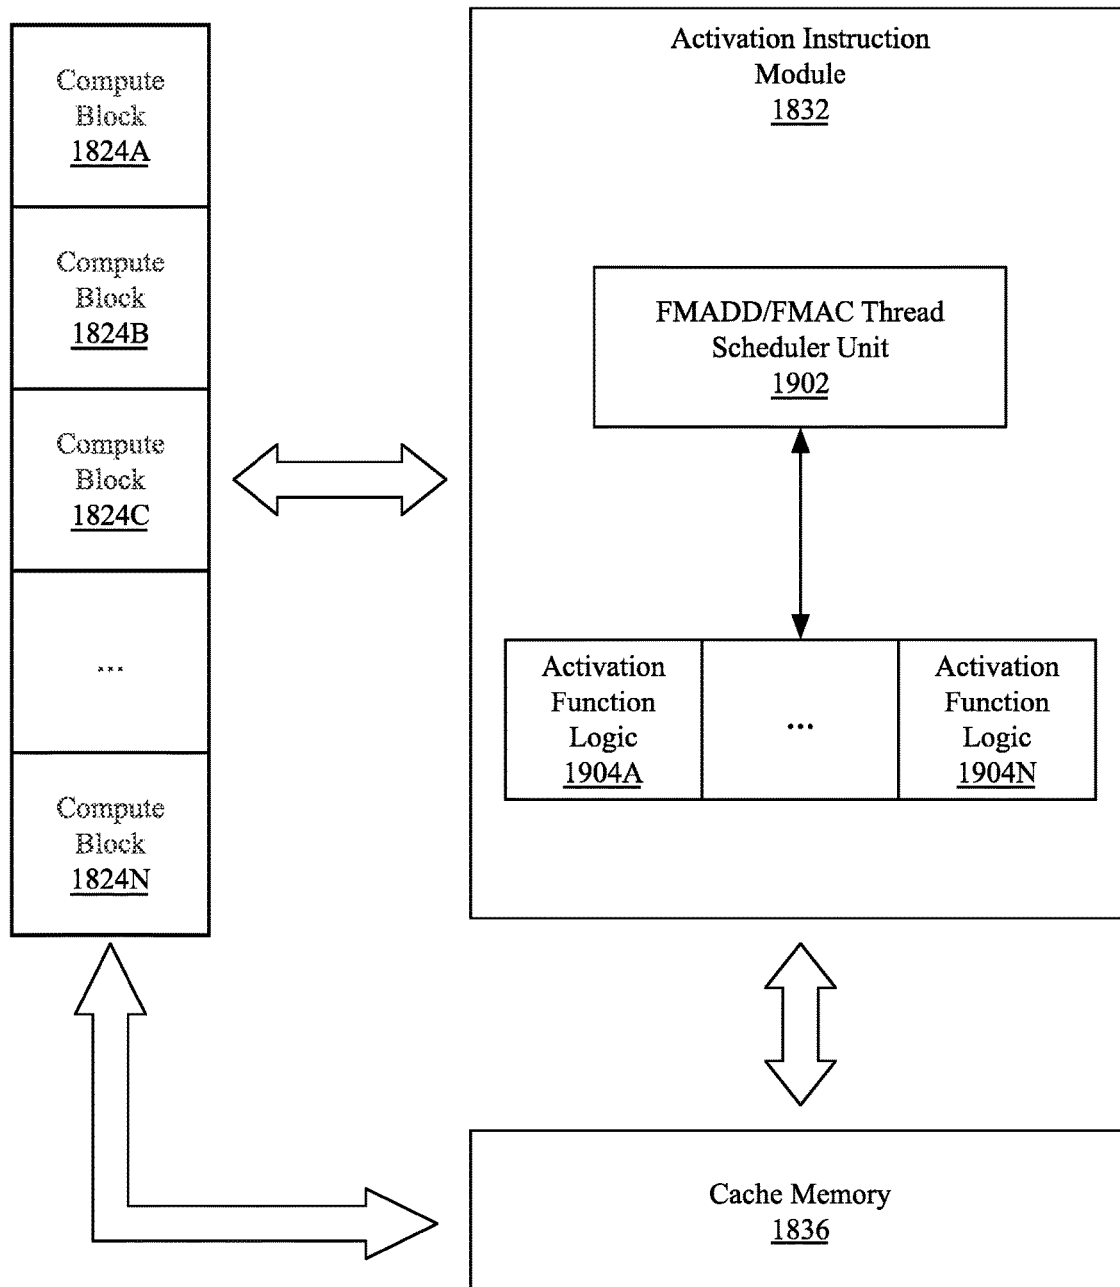 Compute
Block
1824A
Compute
Block
1824B
Compute
Block
1824C
...
Compute
Block
1824N
Activation Instruction
Module
1832
FMADD/FMAC Thread
Scheduler Unit
1902
Activation
Function
Logic
1904A
...
Activation
Function
Logic
1904N
Cache Memory
1836